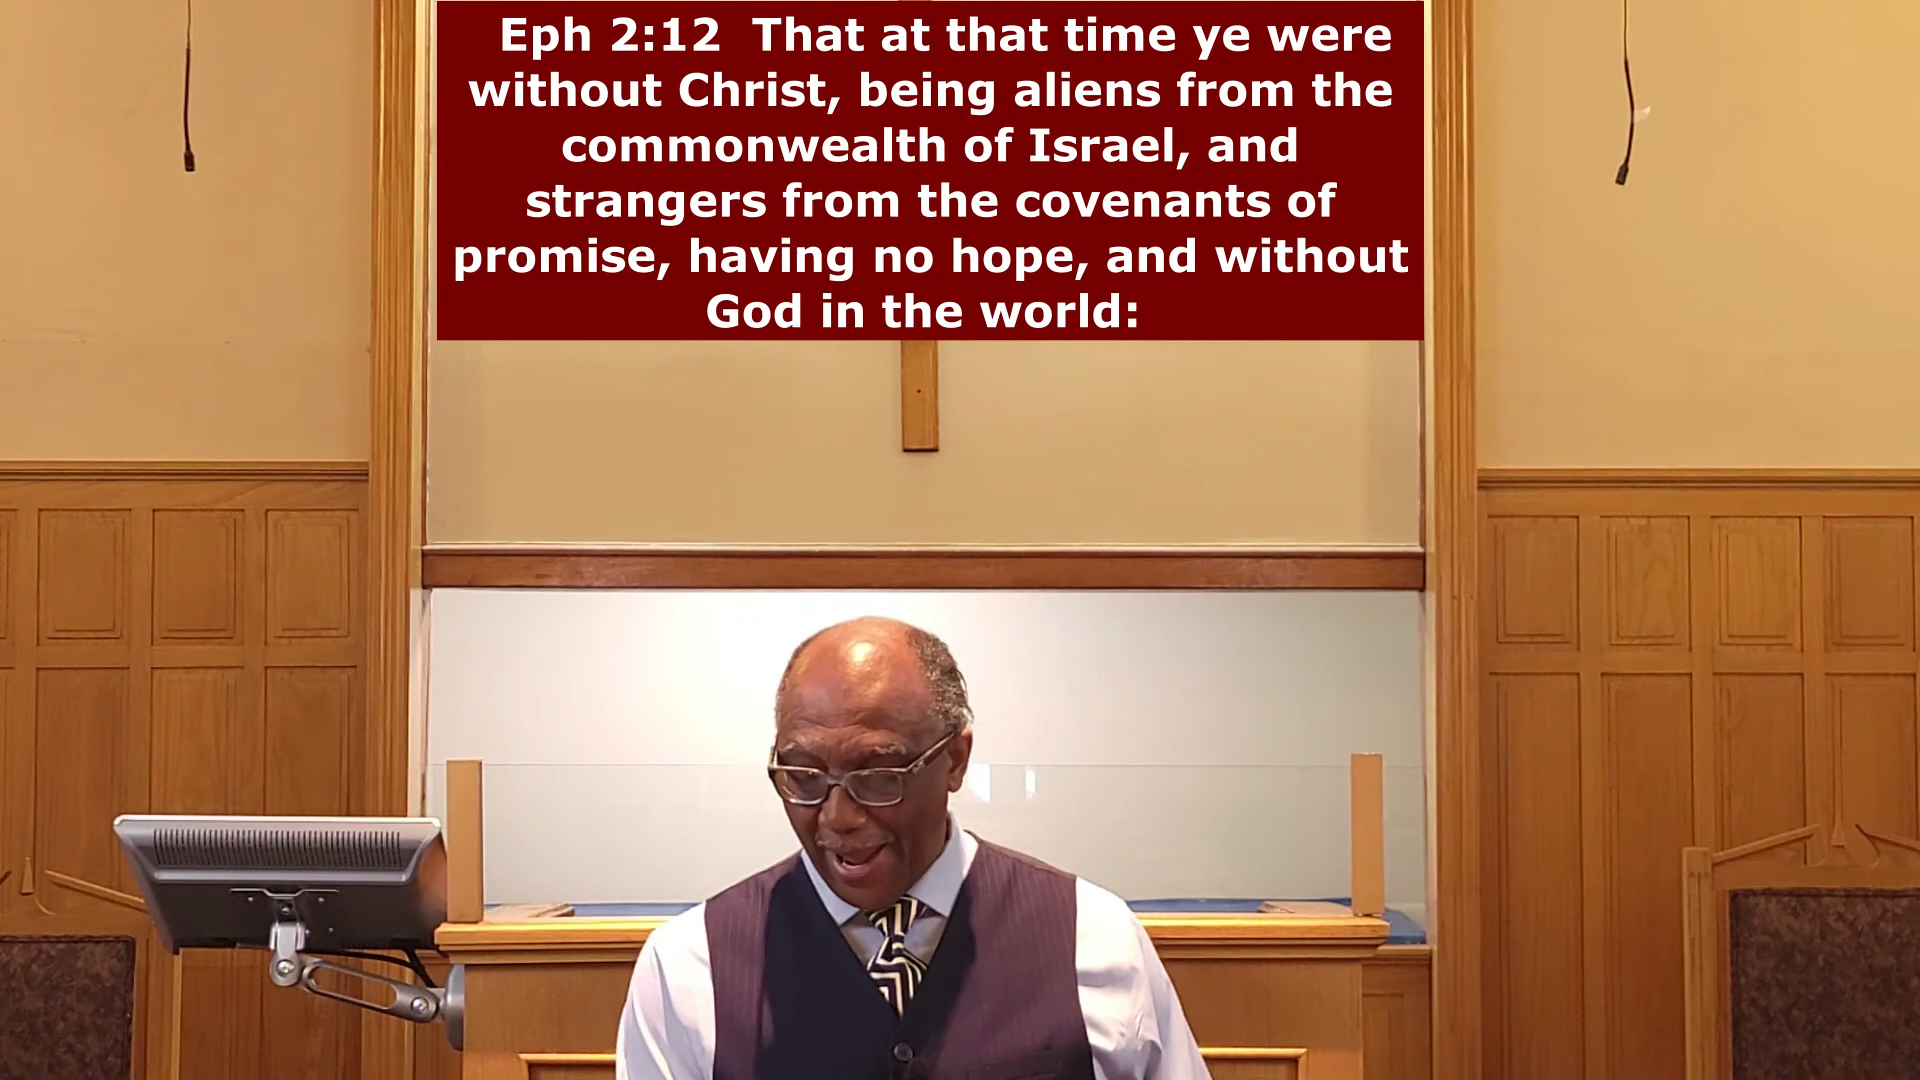 Eph 2:12 That at that time ye were
without Christ, being aliens from the
commonwealth of Israel, and
strangers from the covenants of
promise, having no hope, and without
God in the world: